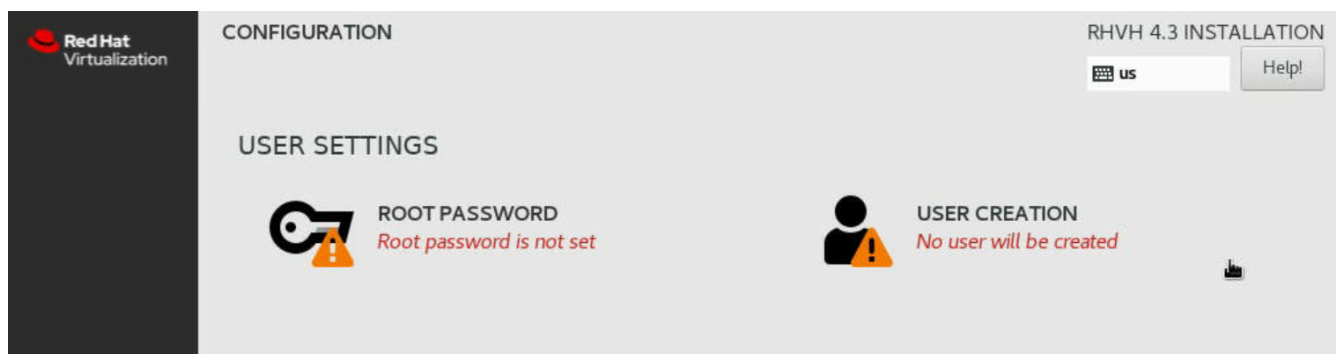 Red Hat
Virtualization
CONFIGURATION
RHVH 4.3 INSTALLATION
us
Help!
USER SETTINGS
ROOT PASSWORD
Root password is not set
USER CREATION
No user will be created